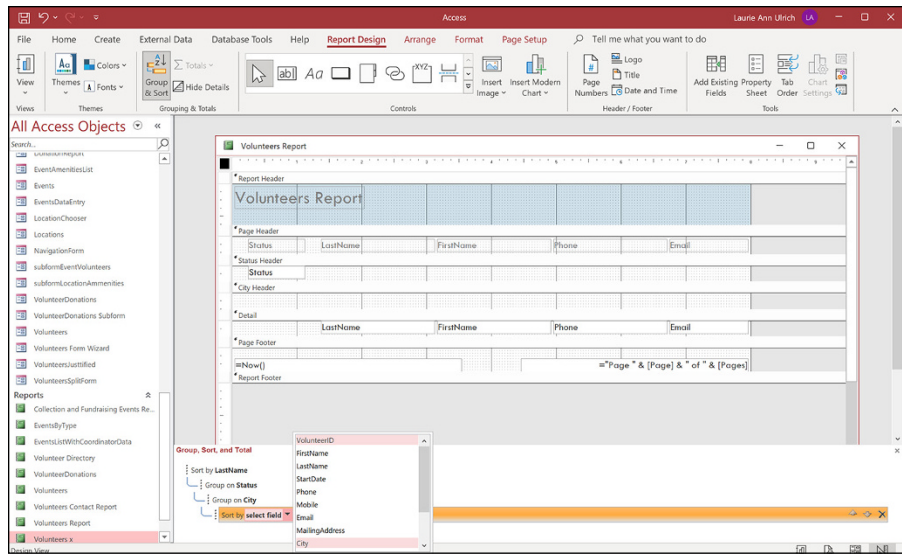 Access
Laurie Ann Ulrich LA
File Home Create External Data Database Tools Help Report Design Arrange Format Page Setup Tell me what you want to do
View
Themes
Colors
Fonts
Group & Sort
Totals
Hide Details
ab
Aa
XYZ
Insert Image
Insert Modern Chart
Page Numbers
Logo
Title
Date and Time
Add Existing Fields
Property Sheet
Tab Order
Chart Settings
Views Themes Grouping & Totals Controls Header / Footer Tools
All Access Objects
Search...
DonationReport
EventAmenitiesList
Events
EventsDataEntry
LocationChooser
Locations
NavigationForm
subformEventVolunteers
subformLocationAmmenities
VolunteerDonations
VolunteerDonations Subform
Volunteers
Volunteers Form Wizard
VolunteersJusttified
VolunteersSplitForm
Reports
Collection and Fundraising Events Re...
EventsByType
EventsListWithCoordinatorData
Volunteer Directory
VolunteerDonations
Volunteers
Volunteers Contact Report
Volunteers Report
Volunteers x
Volunteers Report
Report Header
Volunteers Report
Page Header
Status LastName FirstName Phone Email
Status Header
Status
City Header
Detail
LastName FirstName Phone Email
Page Footer
=Now() ="Page " & [Page] & " of " & [Pages]
Report Footer
Group, Sort, and Total
Sort by LastName
Group on Status
Group on City
Sort by select field
VolunteerID
FirstName
LastName
StartDate
Phone
Mobile
Email
MailingAddress
City
Design View